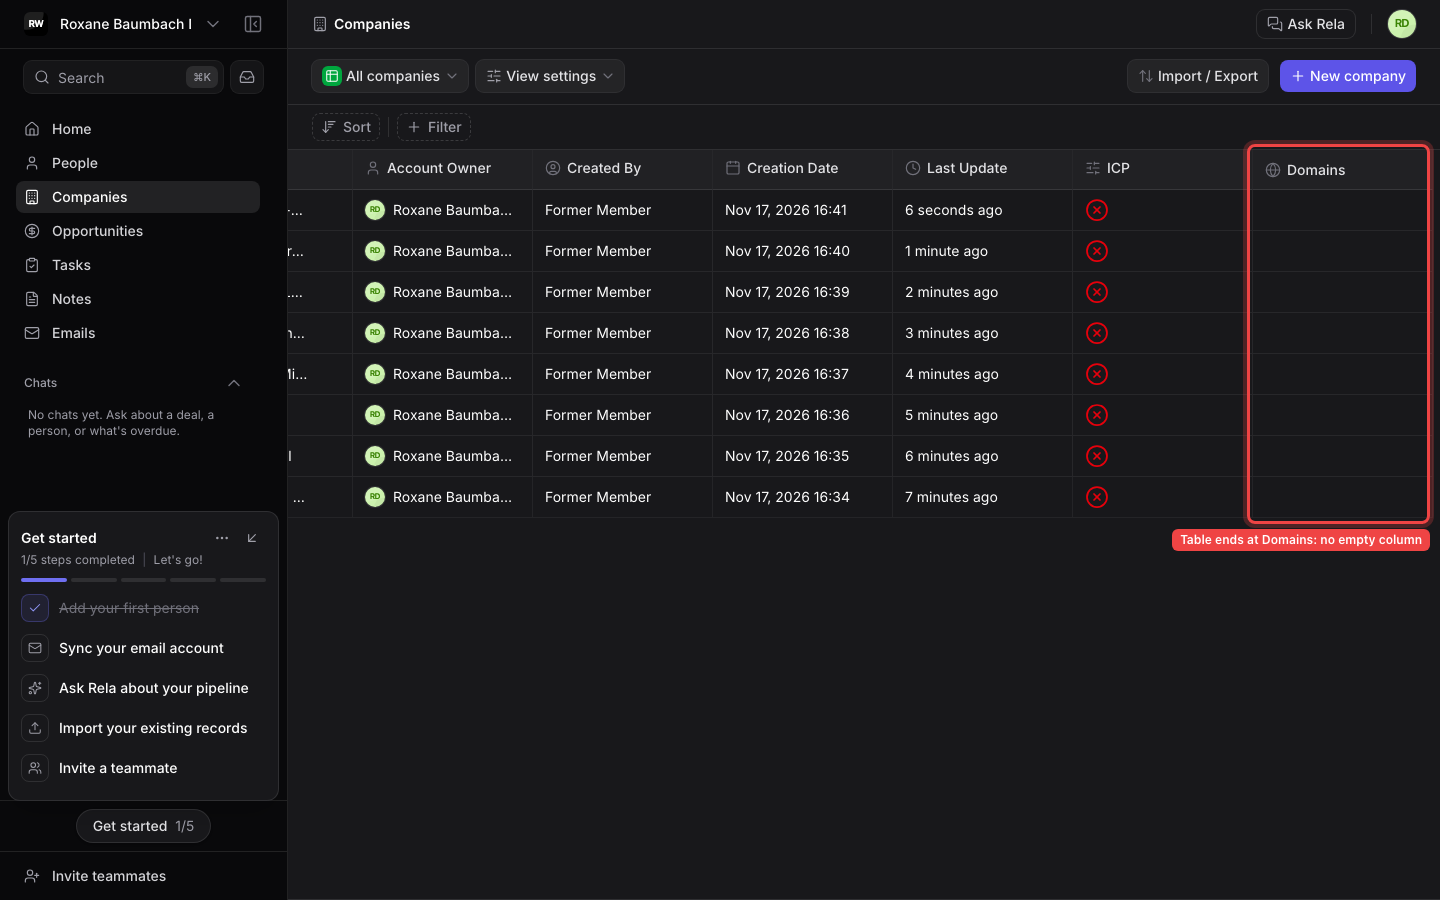 RW Roxane Baumbach I
Companies
Ask Rela
RD
Search ⌘K
All companies
View settings
Import / Export
New company
Sort
Filter
Home
People
Companies
Opportunities
Tasks
Notes
Emails
Chats
No chats yet. Ask about a deal, a
person, or what's overdue.
Account Owner Created By Creation Date Last Update ICP Domains
-... RD Roxane Baumba... Former Member Nov 17, 2026 16:41 6 seconds ago
r... RD Roxane Baumba... Former Member Nov 17, 2026 16:40 1 minute ago
... RD Roxane Baumba... Former Member Nov 17, 2026 16:39 2 minutes ago
n... RD Roxane Baumba... Former Member Nov 17, 2026 16:38 3 minutes ago
Mi... RD Roxane Baumba... Former Member Nov 17, 2026 16:37 4 minutes ago
RD Roxane Baumba... Former Member Nov 17, 2026 16:36 5 minutes ago
l RD Roxane Baumba... Former Member Nov 17, 2026 16:35 6 minutes ago
... RD Roxane Baumba... Former Member Nov 17, 2026 16:34 7 minutes ago
Table ends at Domains: no empty column
Get started
1/5 steps completed | Let's go!
Add your first person
Sync your email account
Ask Rela about your pipeline
Import your existing records
Invite a teammate
Get started 1/5
Invite teammates